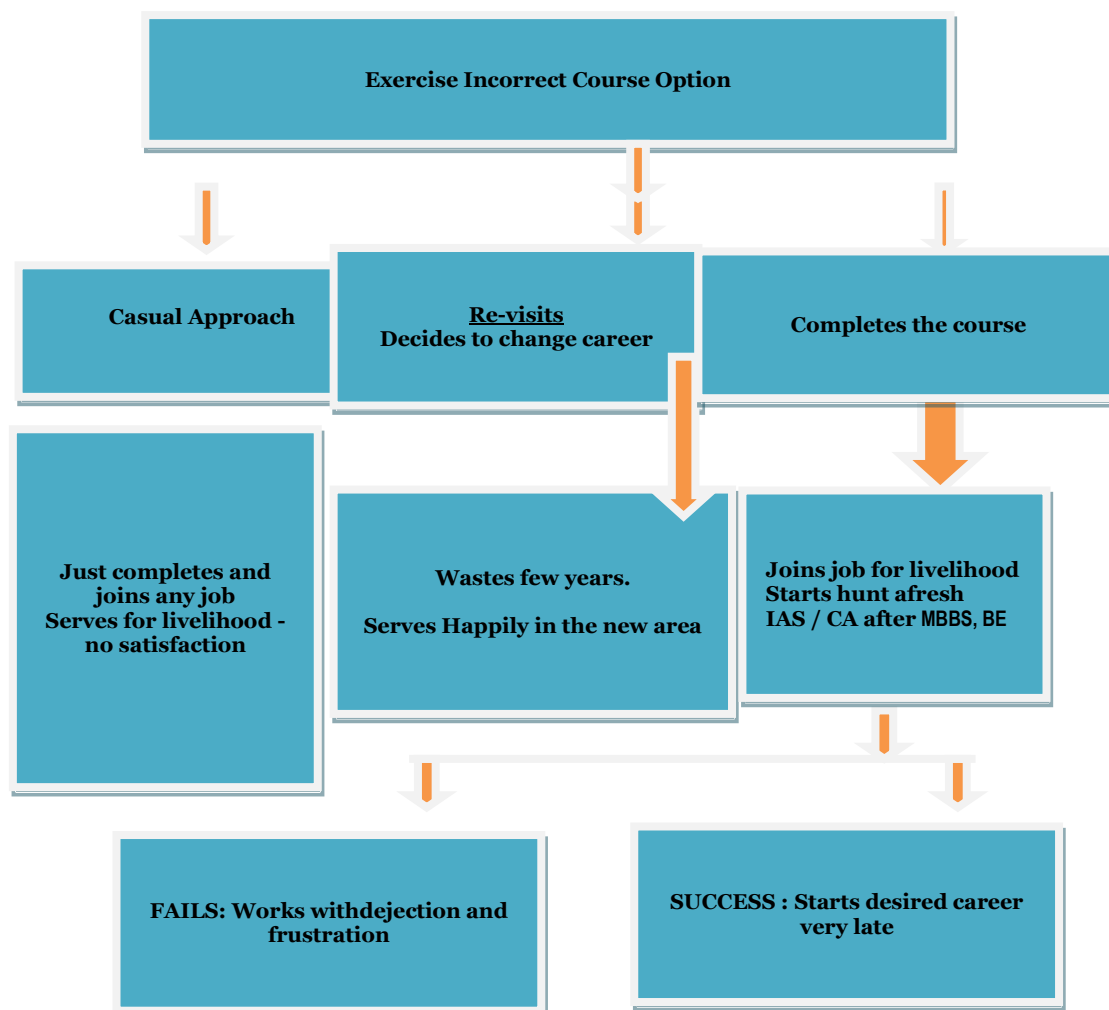 Exercise Incorrect Course Option
Casual Approach
Re-visits
Decides to change career
Completes the course
Just completes and
joins any job
Serves for livelihood -
no satisfaction
Wastes few years.
Serves Happily in the new area
Joins job for livelihood
Starts hunt afresh
IAS / CA after MBBS, BE
FAILS: Works withdejection and
frustration
SUCCESS : Starts desired career
very late